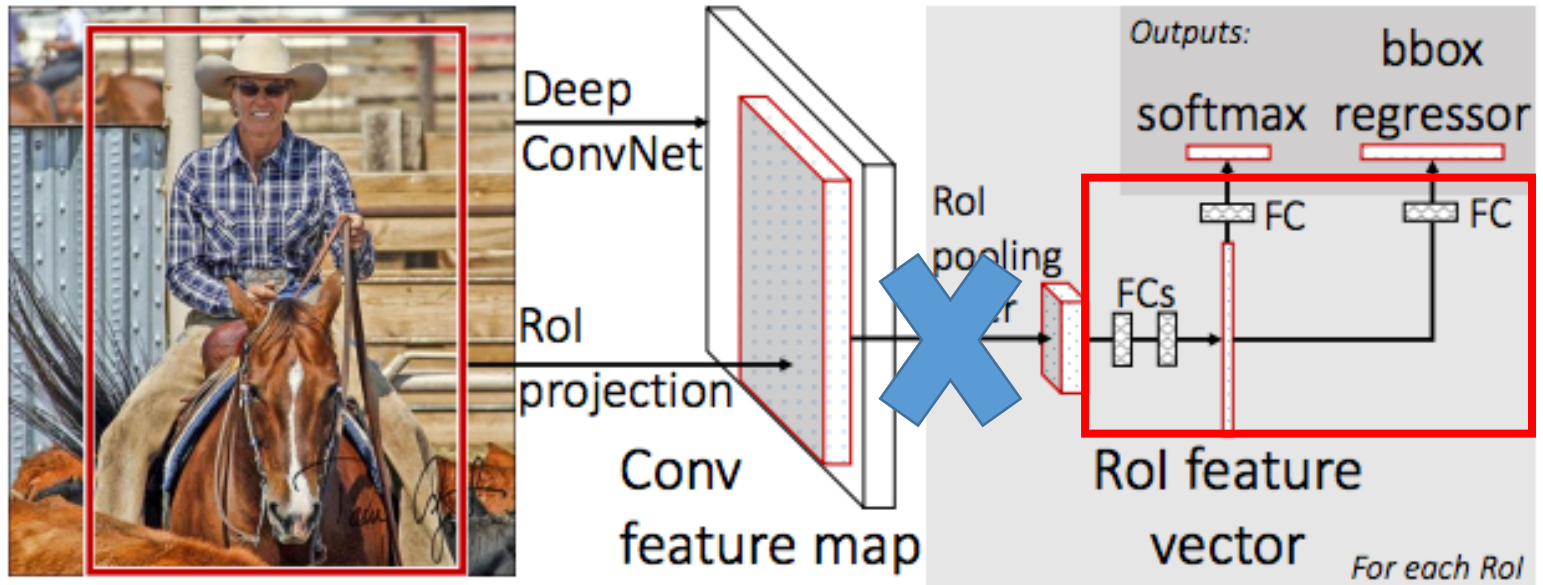 Deep
ConvNet
RoI
projection
Conv
feature map
RoI
pooling
Outputs:
softmax
bbox
regressor
FC
FC
FCs
RoI feature
vector
For each RoI